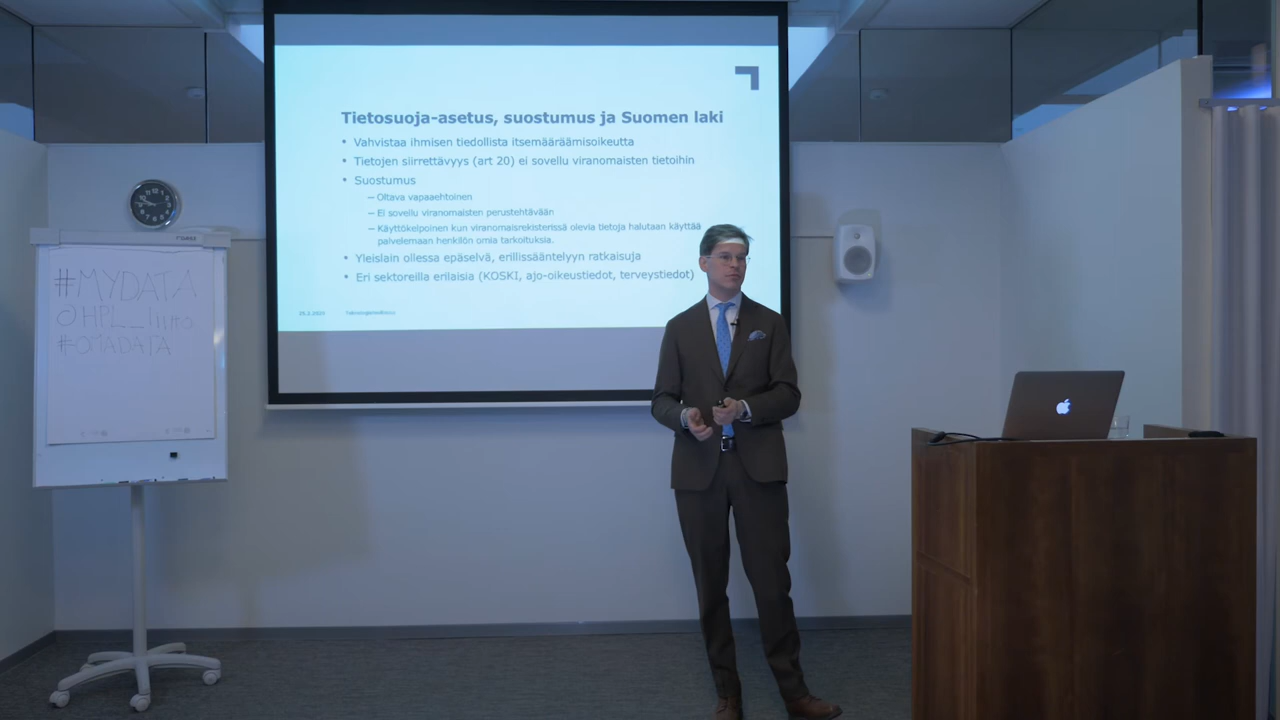 Tietosuoja-asetus, suostumus ja Suomen laki
• Vahvistaa ihmisen tiedollista itsemääräämisoikeutta
• Tietojen siirrettävyys (art 20) ei sovellu viranomaisten tietoihin
• Suostumus
— Oltava vapaaehtoinen
— Ei sovellu viranomaisten perustehtävään
— Käyttökelpoinen kun viranomaisrekisterissä olevia tietoja halutaan käyttää
palvelemaan henkilön omia tarkoituksia.
• Yleislain ollessa epäselvä, erillissääntelyyn ratkaisuja
• Eri sektoreilla erilaisia (KOSKI, ajo-oikeustiedot, terveystiedot)
#MYDATA
#OMADATA